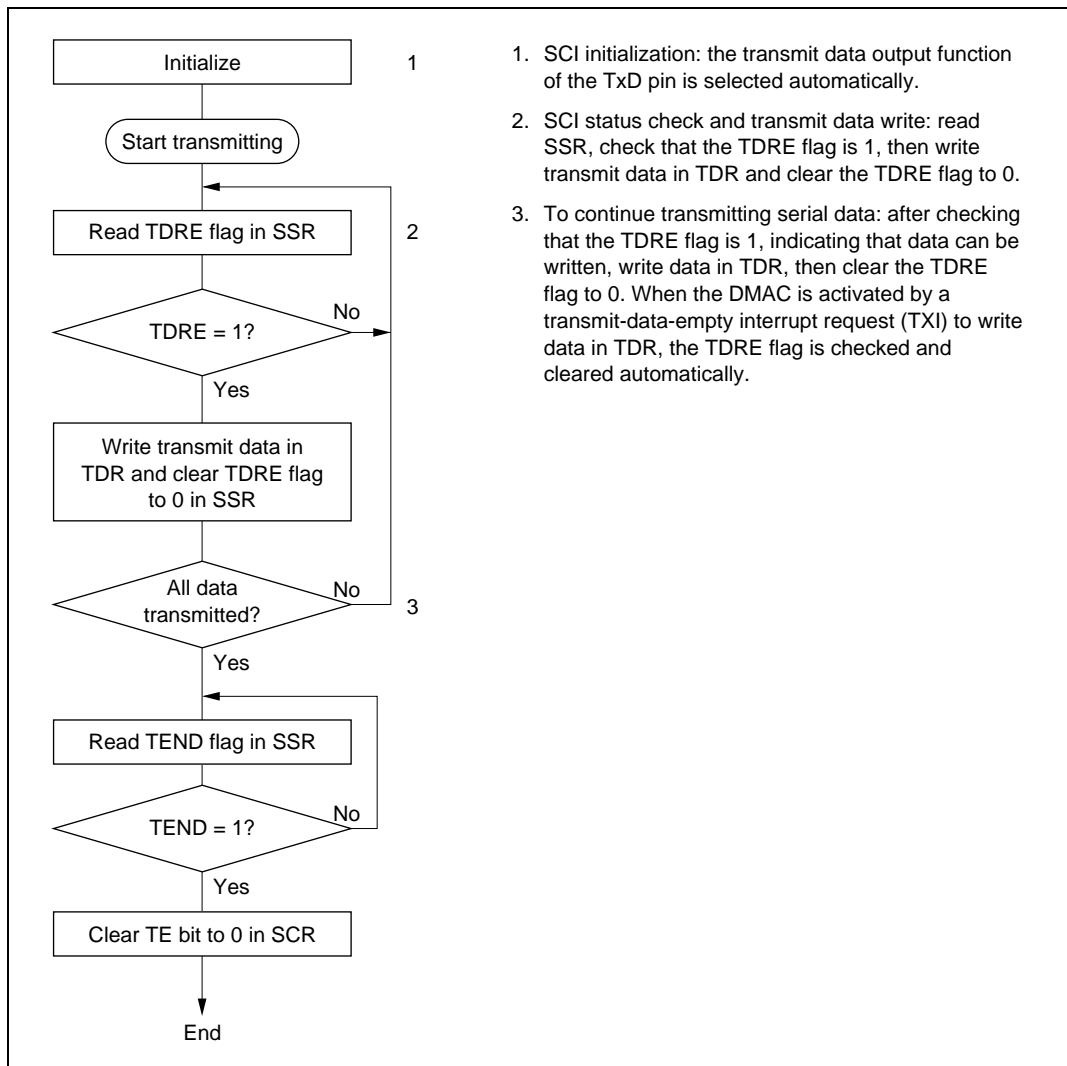 Initialize
1
Start transmitting
Read TDRE flag in SSR
2
TDRE = 1?
No
Yes
Write transmit data in
TDR and clear TDRE flag
to 0 in SSR
All data
transmitted?
No
3
Yes
Read TEND flag in SSR
TEND = 1?
No
Yes
Clear TE bit to 0 in SCR
End
1. SCI initialization: the transmit data output function
of the TxD pin is selected automatically.
2. SCI status check and transmit data write: read
SSR, check that the TDRE flag is 1, then write
transmit data in TDR and clear the TDRE flag to 0.
3. To continue transmitting serial data: after checking
that the TDRE flag is 1, indicating that data can be
written, write data in TDR, then clear the TDRE
flag to 0. When the DMAC is activated by a
transmit-data-empty interrupt request (TXI) to write
data in TDR, the TDRE flag is checked and
cleared automatically.